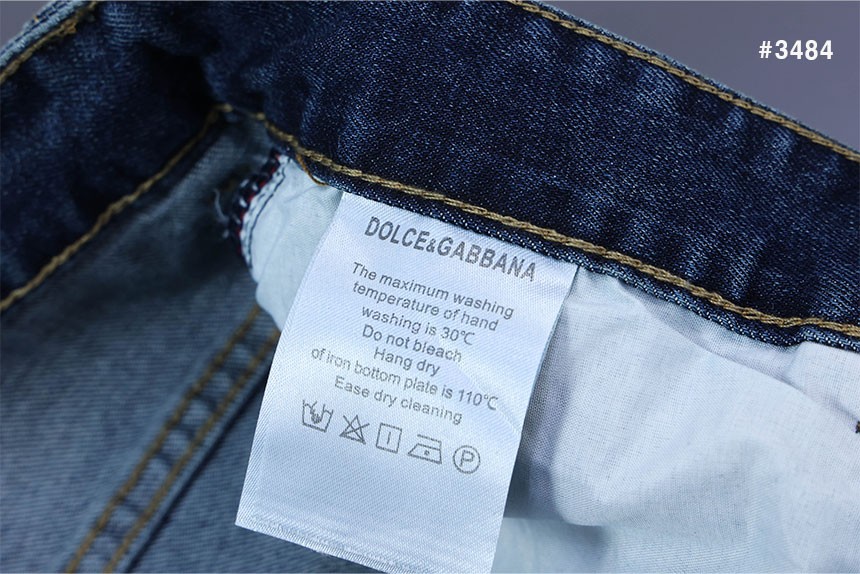 #3484
DOLCE&GABBANA
The maximum washing
temperature of hand
washing is 30℃
Do not bleach
Hang dry
of iron bottom plate is 110℃
Ease dry cleaning
P